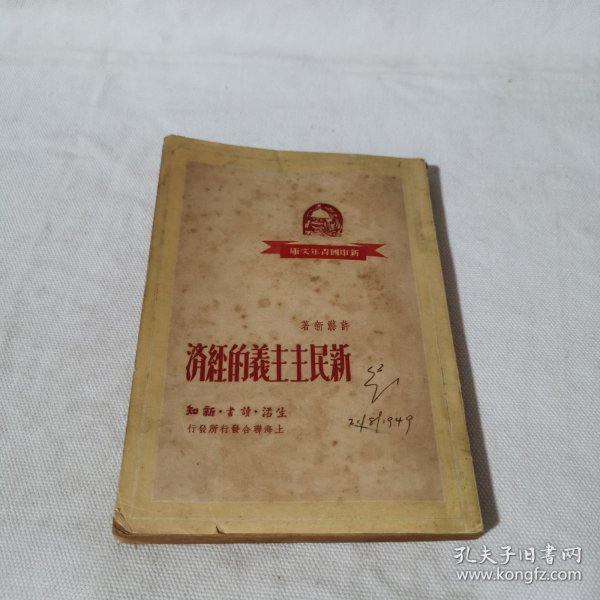 新中国青年文庫
許滌新著
新民主主義的經濟
生活·讀書·新知
上海聯合發行所發行
21/8/1949
孔夫子旧书网
www.kongfz.com